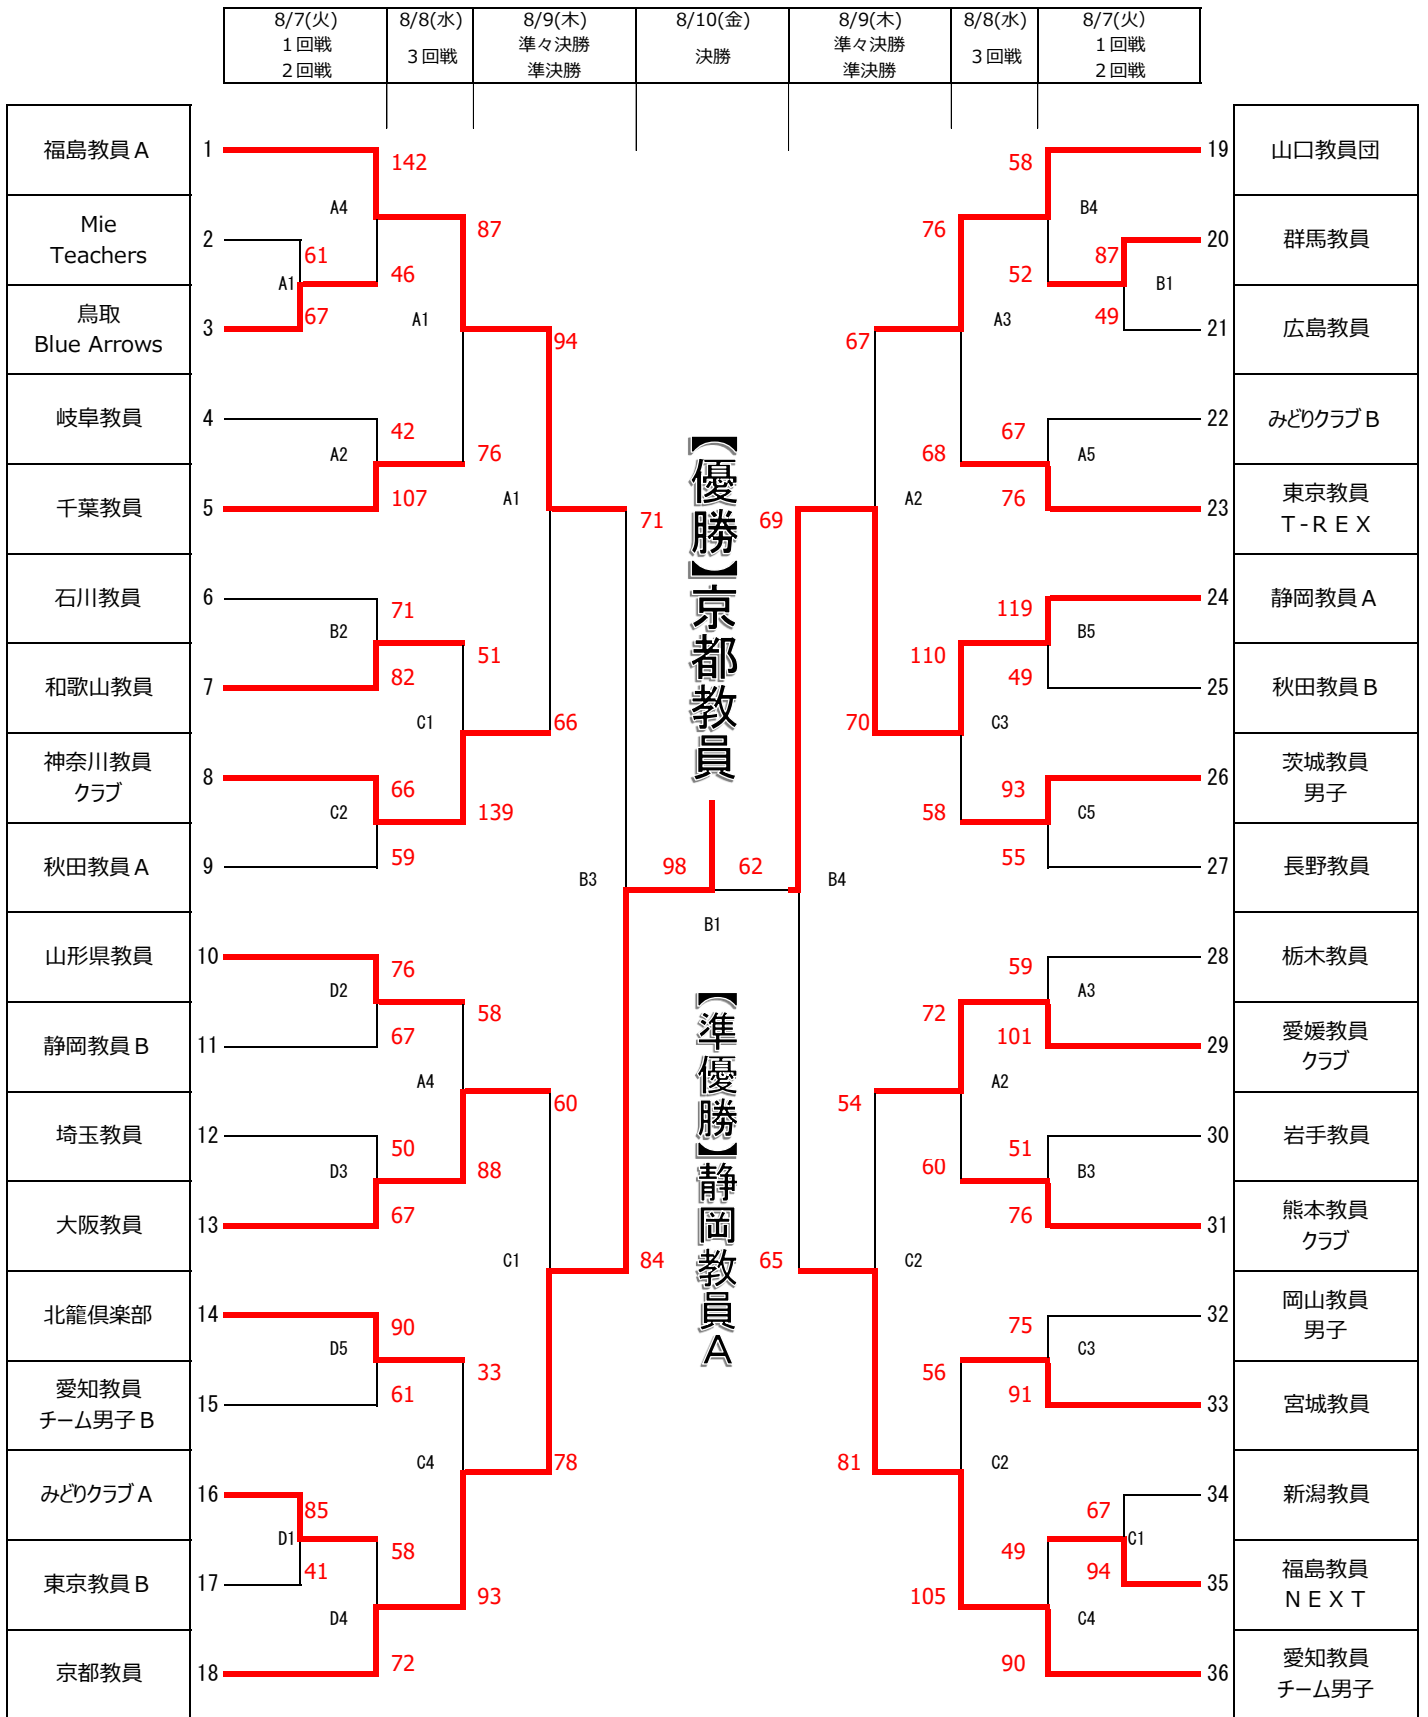 8/7(火)
1回戦
2回戦
8/8(水)
3回戦
8/9(木)
準々決勝
準決勝
8/10(金)
決勝
8/9(木)
準々決勝
準決勝
8/8(水)
3回戦
8/7(火)
1回戦
2回戦
福島教員A 1
Mie
Teachers
2
鳥取
Blue Arrows
3
岐阜教員 4
千葉教員 5
石川教員 6
和歌山教員 7
神奈川教員
クラブ
8
秋田教員A 9
山形県教員 10
静岡教員B 11
埼玉教員 12
大阪教員 13
北籠倶楽部 14
愛知教員
チーム男子B
15
みどりクラブA 16
東京教員B 17
京都教員 18
A1
61
67
D1
85
41
A4
142
46
A2
42
107
B2
71
82
C2
66
59
D2
76
67
D3
50
67
D5
90
61
D4
58
72
A1
87
76
C1
51
139
A4
58
88
C4
33
93
A1
94
66
C1
60
78
B3
71
84
【優勝】京都教員
98
62
B1
【準優勝】静岡教員A
69
65
B4
67
70
A2
54
81
C2
76
68
A3
110
58
C3
72
60
A2
56
105
C2
58
52
B4
67
76
A5
119
49
B5
93
55
C5
59
101
A3
51
76
B3
75
91
C3
49
90
C4
87
49
B1
67
94
C1
19 山口教員団
20 群馬教員
21 広島教員
22 みどりクラブB
23
東京教員
T-REX
24 静岡教員A
25 秋田教員B
26
茨城教員
男子
27 長野教員
28 栃木教員
29
愛媛教員
クラブ
30 岩手教員
31
熊本教員
クラブ
32
岡山教員
男子
33 宮城教員
34 新潟教員
35
福島教員
NEXT
36
愛知教員
チーム男子